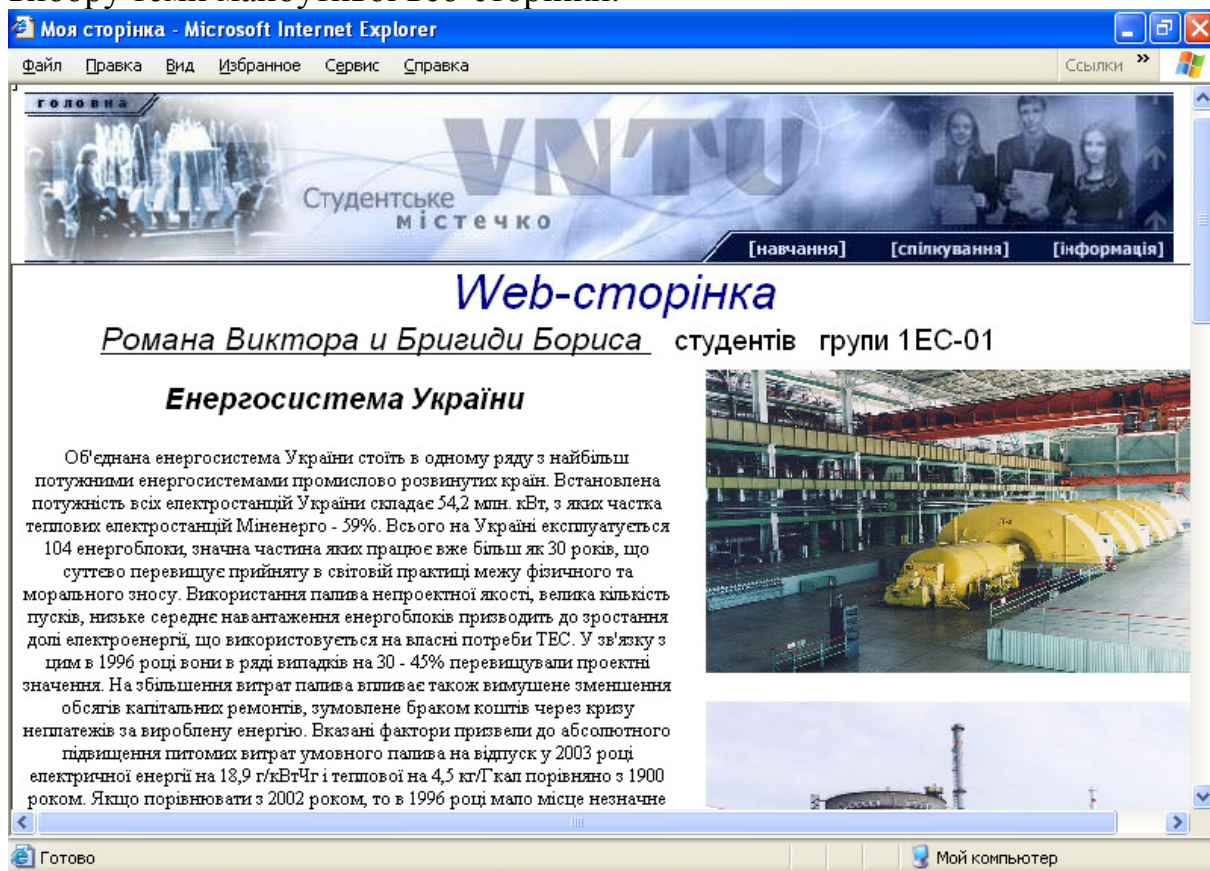 Моя сторінка - Microsoft Internet Explorer
Файл Правка Вид Избранное Сервис Справка Ссылки »
головна
VNTU
Студентське
містечко
[навчання] [спілкування] [інформація]
Web-сторінка
Романа Виктора и Бригиди Бориса студентів групи 1ЕС-01
Енергосистема України
Об'єднана енергосистема України стоїть в одному ряду з найбільш
потужними енергосистемами промислово розвинутих країн. Встановлена
потужність всіх електростанцій України складає 54,2 млн. кВт, з яких частка
теплових електростанцій Міненерго - 59%. Всього на Україні експлуатується
104 енергоблоки, значна частина яких працює вже більш як 30 років, що
суттєво перевищує прийняту в світовій практиці межу фізичного та
морального зносу. Використання палива непроектної якості, велика кількість
пусків, низьке середнє навантаження енергоблоків призводить до зростання
долі електроенергії, що використовується на власні потреби ТЕС. У зв'язку з
цим в 1996 році вони в ряді випадків на 30 - 45% перевищували проектні
значення. На збільшення витрат палива впливає також вимушене зменшення
обсягів капітальних ремонтів, зумовлене браком коштів через кризу
неплатежів за вироблену енергію. Вказані фактори призвели до абсолютного
підвищення питомих витрат умовного палива на відпуск у 2003 році
електричної енергії на 18,9 г/кВтЧг і теплової на 4,5 кг/Гкал порівняно з 1900
роком. Якщо порівнювати з 2002 роком, то в 1996 році мало місце незначне
Готово Мой компьютер